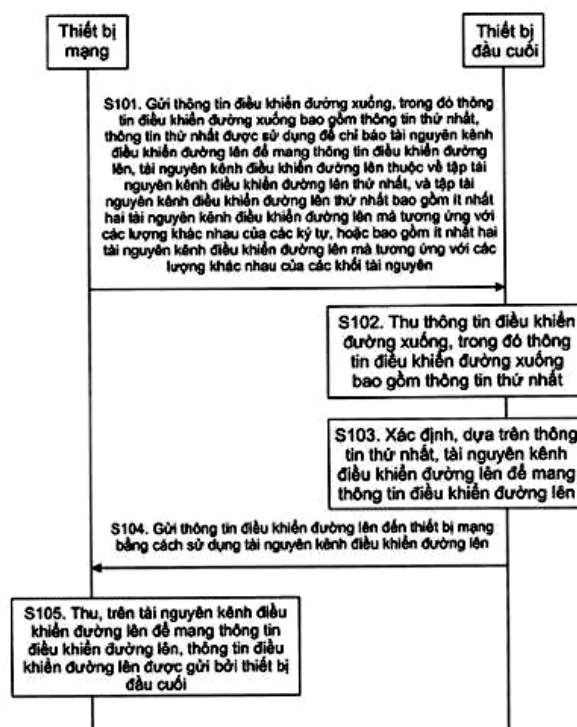 Thiết bị
mạng
Thiết bị
đầu cuối
S101. Gửi thông tin điều khiển đường xuống, trong đó thông
tin điều khiển đường xuống bao gồm thông tin thứ nhất,
thông tin thứ nhất được sử dụng để chỉ báo tài nguyên kênh
điều khiển đường lên để mang thông tin điều khiển đường
lên, tài nguyên kênh điều khiển đường lên thuộc về tập tài
nguyên kênh điều khiển đường lên thứ nhất, và tập tài
nguyên kênh điều khiển đường lên thứ nhất bao gồm ít nhất
hai tài nguyên kênh điều khiển đường lên mà tương ứng với
các lượng khác nhau của các ký tự, hoặc bao gồm ít nhất hai
tài nguyên kênh điều khiển đường lên mà tương ứng với các
lượng khác nhau của các khối tài nguyên
S102. Thu thông tin điều khiển
đường xuống, trong đó thông
tin điều khiển đường xuống
bao gồm thông tin thứ nhất
S103. Xác định, dựa trên thông
tin thứ nhất, tài nguyên kênh
điều khiển đường lên để mang
thông tin điều khiển đường lên
S104. Gửi thông tin điều khiển đường lên đến thiết bị mạng
bằng cách sử dụng tài nguyên kênh điều khiển đường lên
S105. Thu, trên tài nguyên kênh điều
khiển đường lên để mang thông tin
điều khiển đường lên, thông tin điều
khiển đường lên được gửi bởi thiết bị
đầu cuối